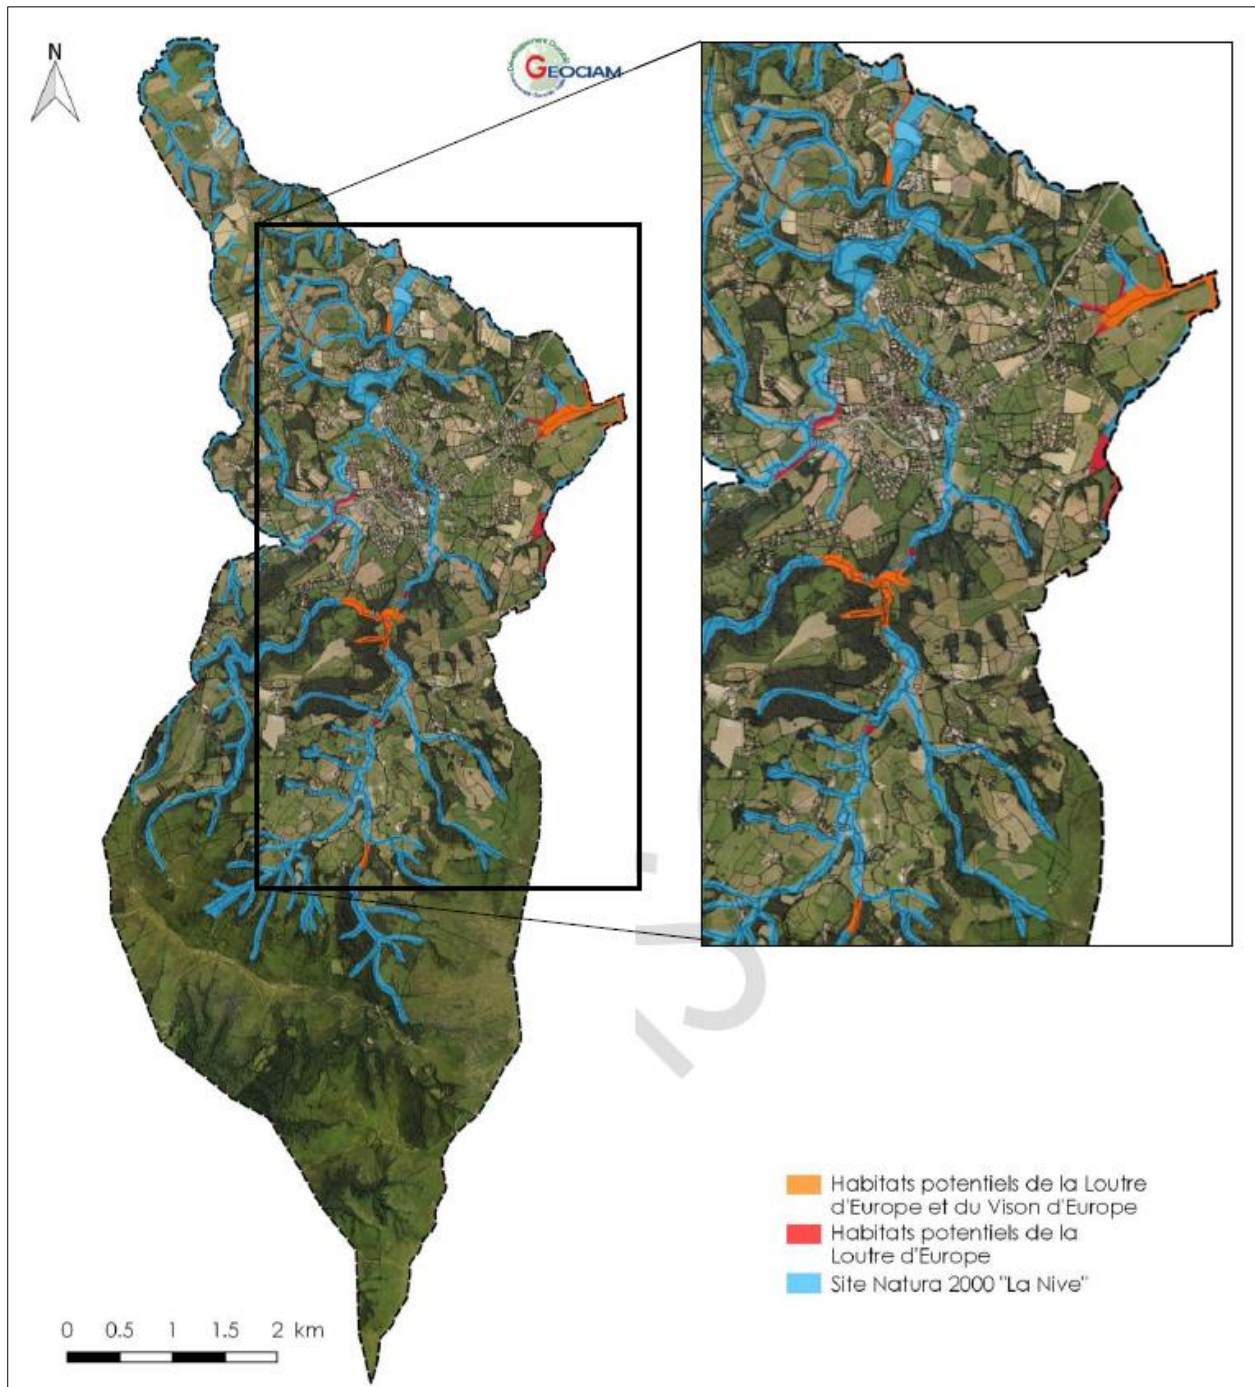 N
GEOCIAM
Habitats potentiels de la Loutre
d'Europe et du Vison d'Europe
Habitats potentiels de la
Loutre d'Europe
Site Natura 2000 "La Nive"
0 0.5 1 1.5 2 km